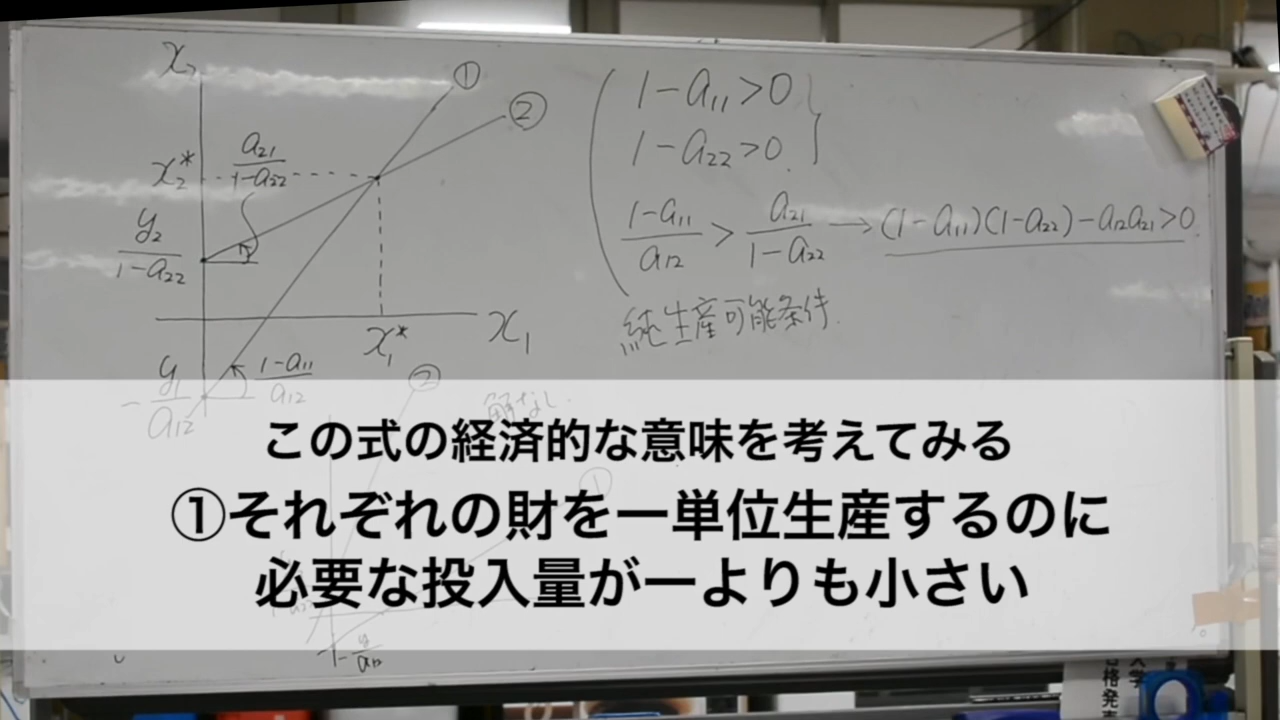 x₂
①
②
a₂₁/(1-a₂₂)
x₂*
y₂/(1-a₂₂)
x₁*
x₁
-y₁/a₁₂
(1-a₁₁)/a₁₂
1-a₁₁>0
1-a₂₂>0
(1-a₁₁)/a₁₂ > a₂₁/(1-a₂₂) → (1-a₁₁)(1-a₂₂)-a₁₂a₂₁>0
純生産可能条件
②
解なし
①
この式の経済的な意味を考えてみる
①それぞれの財を一単位生産するのに
必要な投入量が一よりも小さい